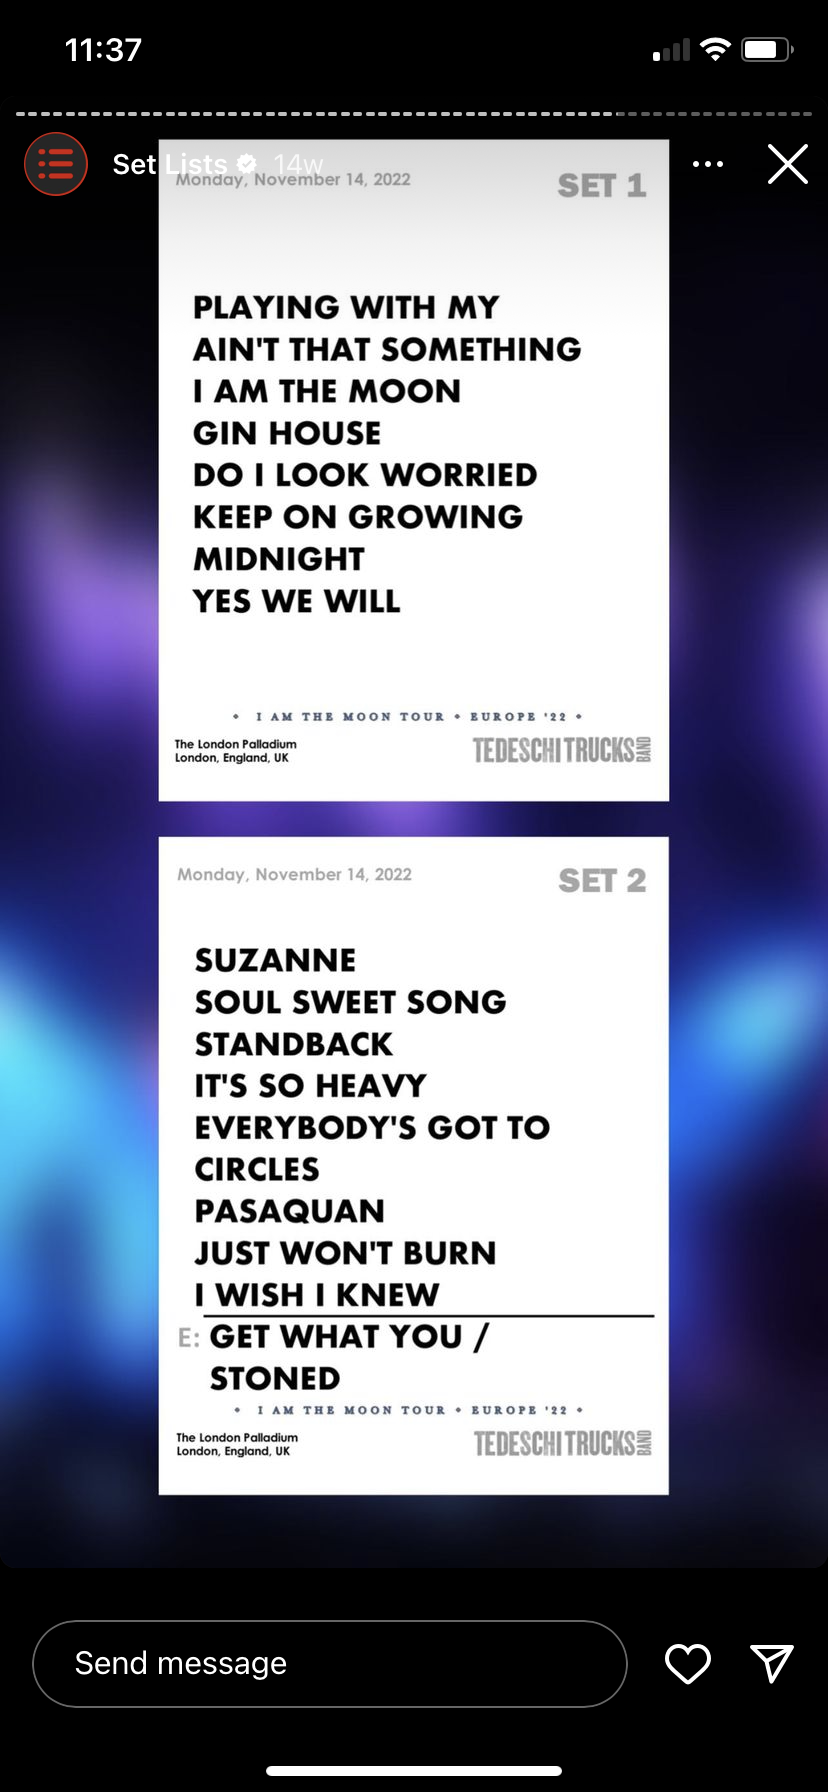 11:37
Set Lists 14w
Monday, November 14, 2022
SET 1
PLAYING WITH MY
AIN'T THAT SOMETHING
I AM THE MOON
GIN HOUSE
DO I LOOK WORRIED
KEEP ON GROWING
MIDNIGHT
YES WE WILL
• I AM THE MOON TOUR • EUROPE '22 •
The London Palladium
London, England, UK
TEDESCHI TRUCKS BAND
Monday, November 14, 2022
SET 2
SUZANNE
SOUL SWEET SONG
STANDBACK
IT'S SO HEAVY
EVERYBODY'S GOT TO
CIRCLES
PASAQUAN
JUST WON'T BURN
I WISH I KNEW
E: GET WHAT YOU /
STONED
• I AM THE MOON TOUR • EUROPE '22 •
The London Palladium
London, England, UK
TEDESCHI TRUCKS BAND
Send message